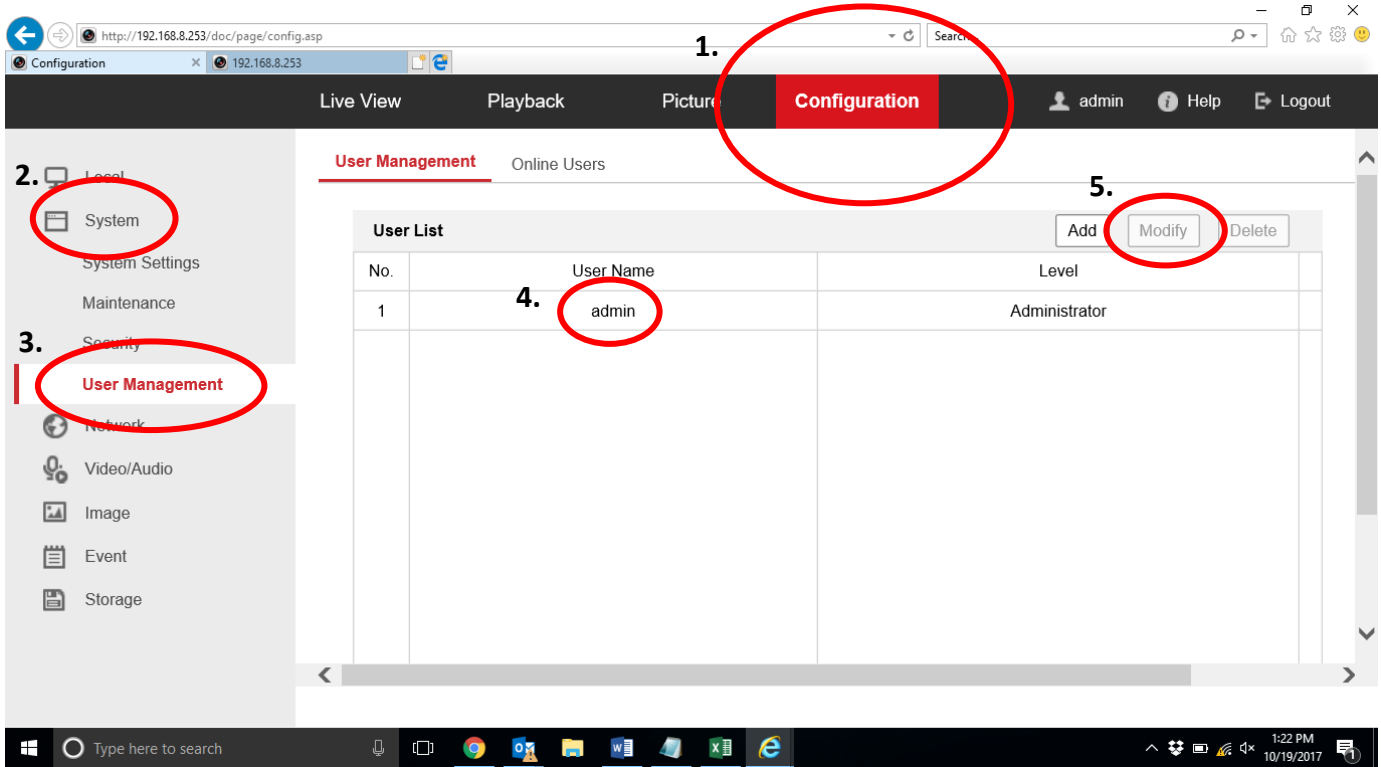 http://192.168.8.253/doc/page/config.asp
Search...
Configuration
192.168.8.253
1.
Live View
Playback
Picture
Configuration
admin
Help
Logout
User Management
Online Users
2.
Local
System
System Settings
Maintenance
3.
Security
User Management
Network
Video/Audio
Image
Event
Storage
5.
User List
Add
Modify
Delete
No.
User Name
Level
1
4.
admin
Administrator
Type here to search
1:22 PM
10/19/2017
1